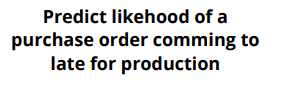 Predict likehood of a
purchase order comming to
late for production